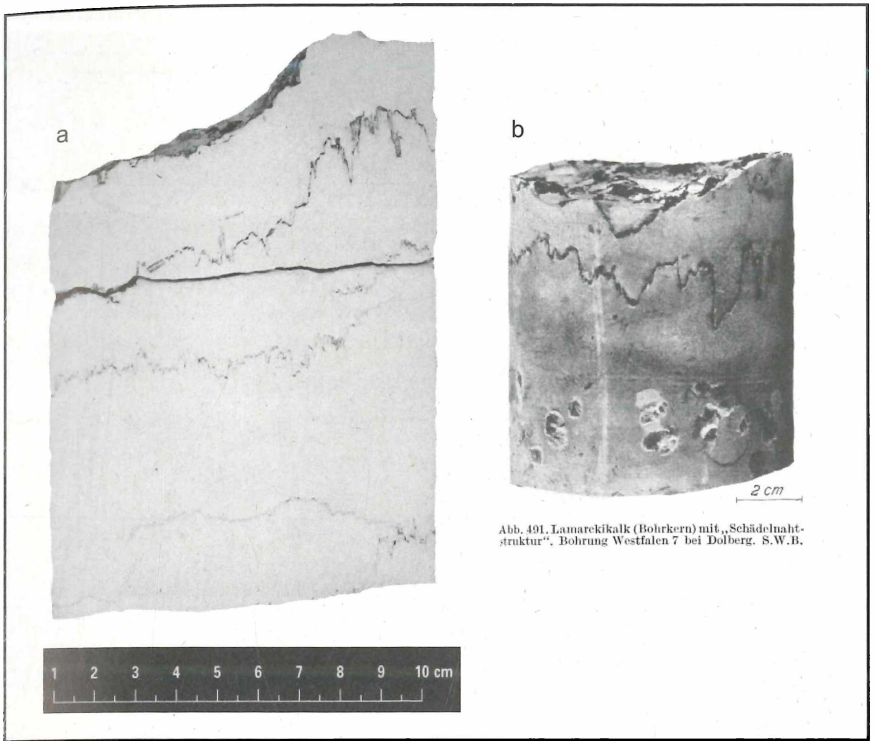 a
b
2 cm
Abb. 491. Lamarckikalk (Bohrkern) mit „Schädelnaht-
struktur“. Bohrung Westfalen 7 bei Dolberg. S.W.B.
1 2 3 4 5 6 7 8 9 10 cm